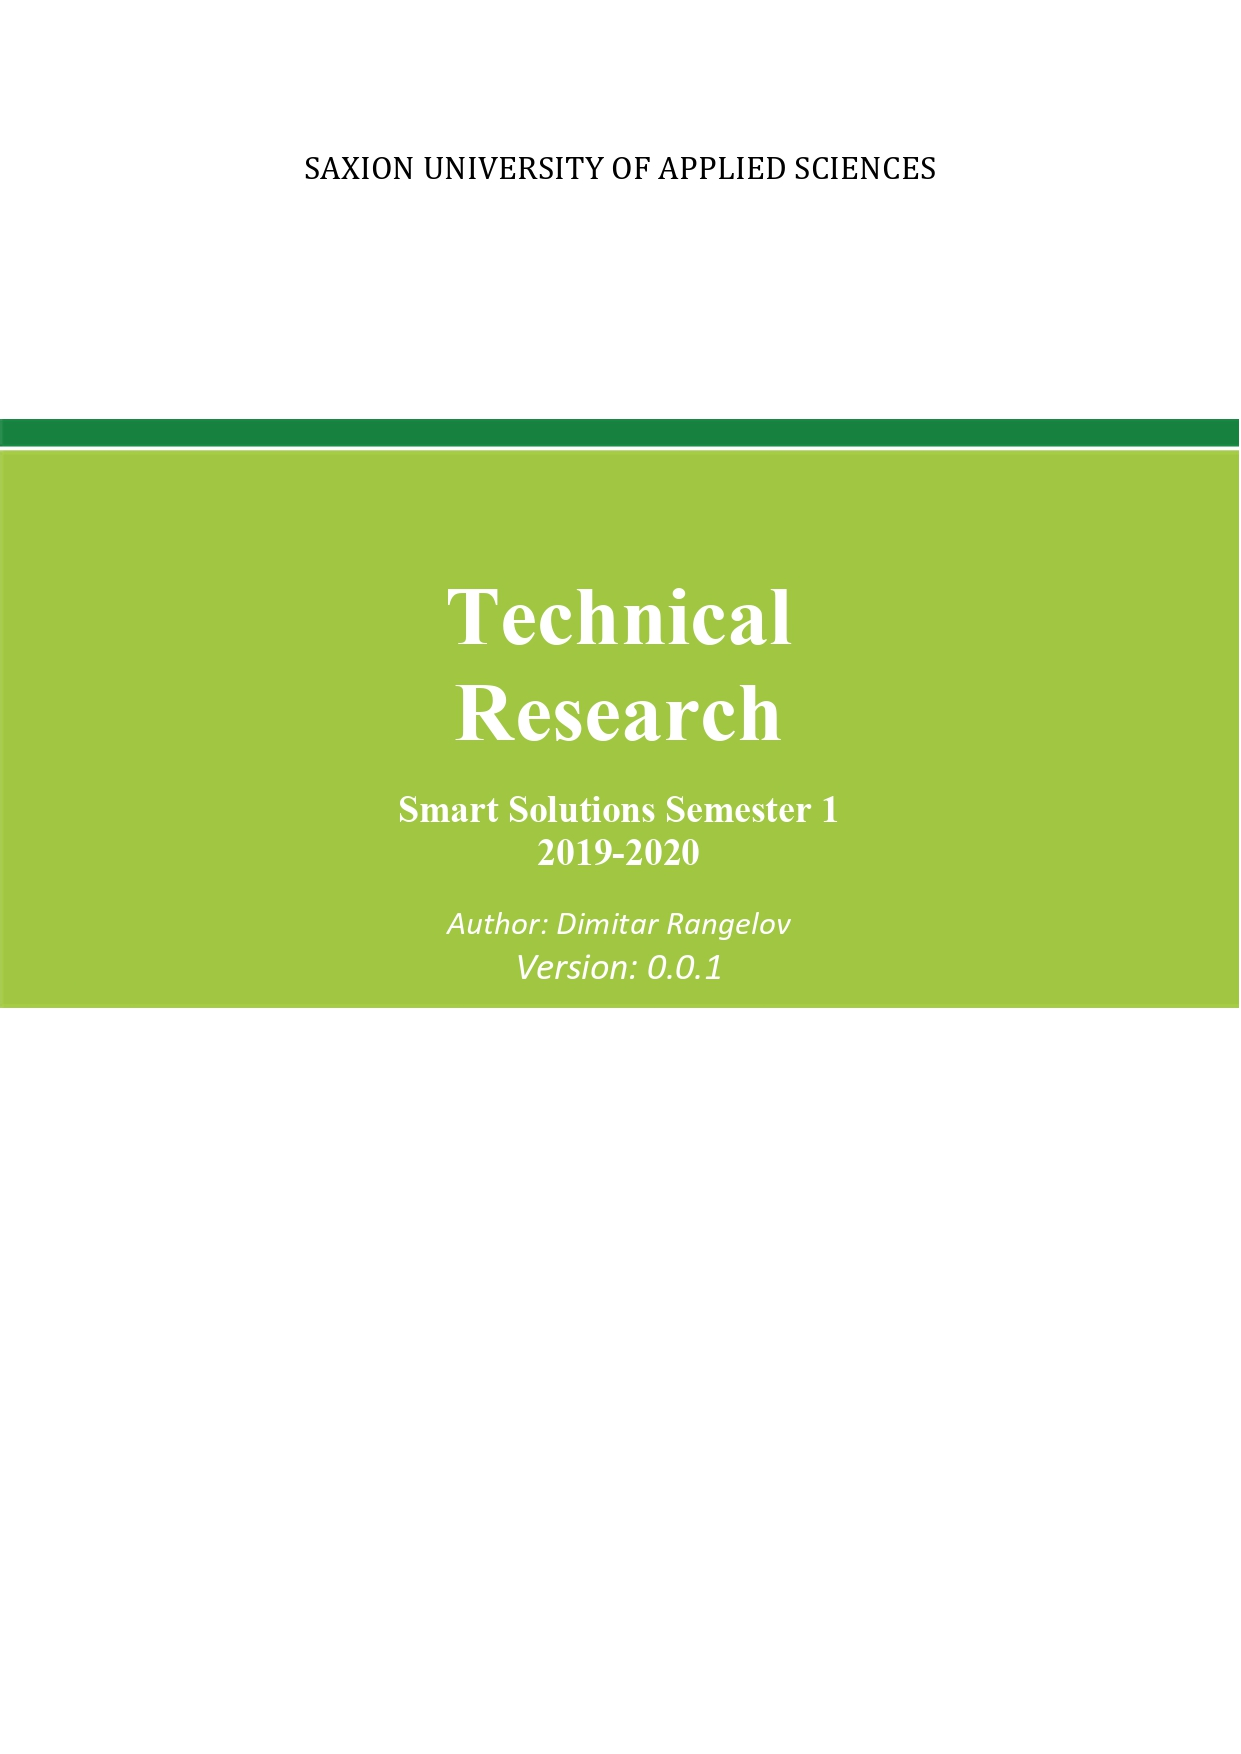 SAXION UNIVERSITY OF APPLIED SCIENCES
Technical
Research
Smart Solutions Semester 1
2019-2020
Author: Dimitar Rangelov
Version: 0.0.1